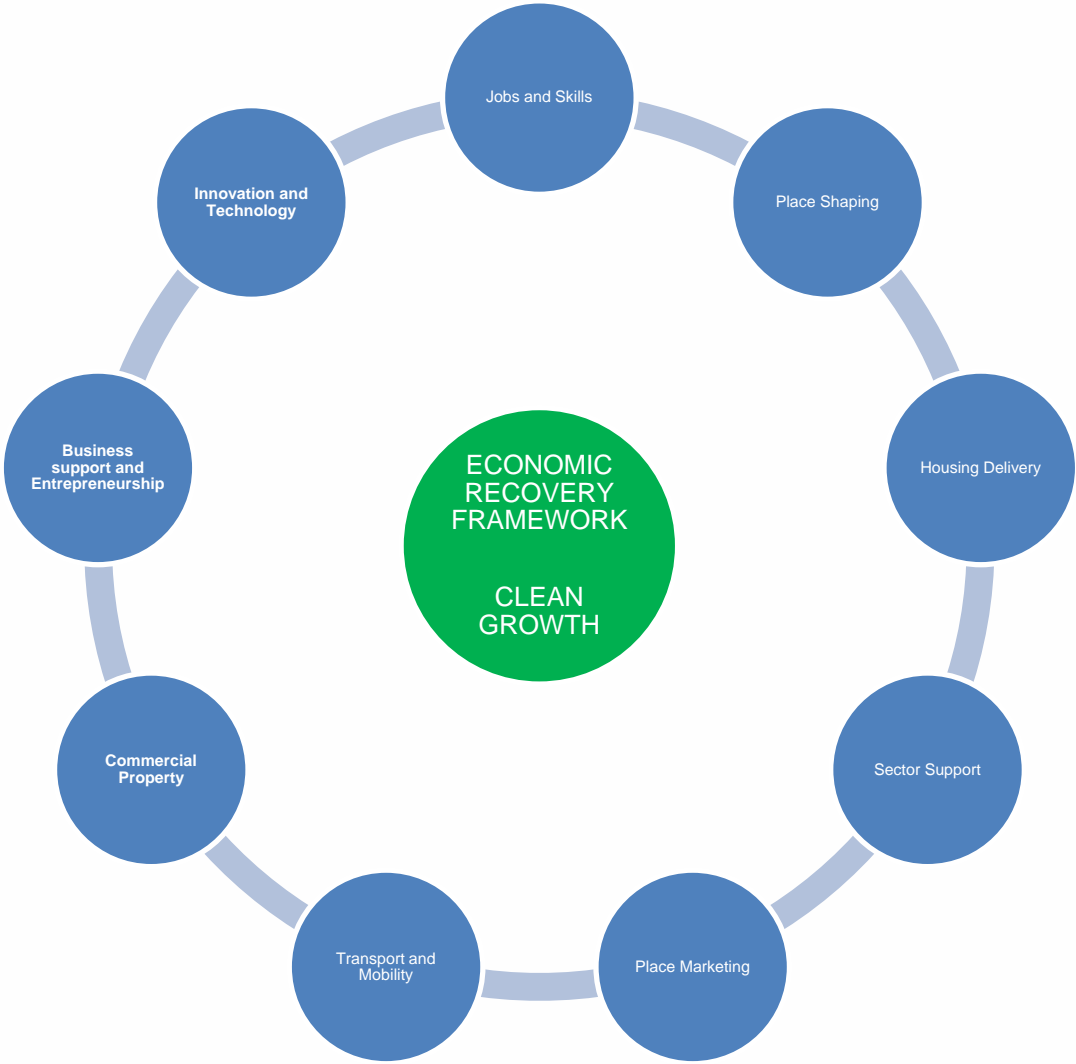 Jobs and Skills
Place Shaping
Housing Delivery
Sector Support
Place Marketing
Transport and
Mobility
Commercial
Property
Business
support and
Entrepreneurship
Innovation and
Technology
ECONOMIC
RECOVERY
FRAMEWORK
CLEAN
GROWTH